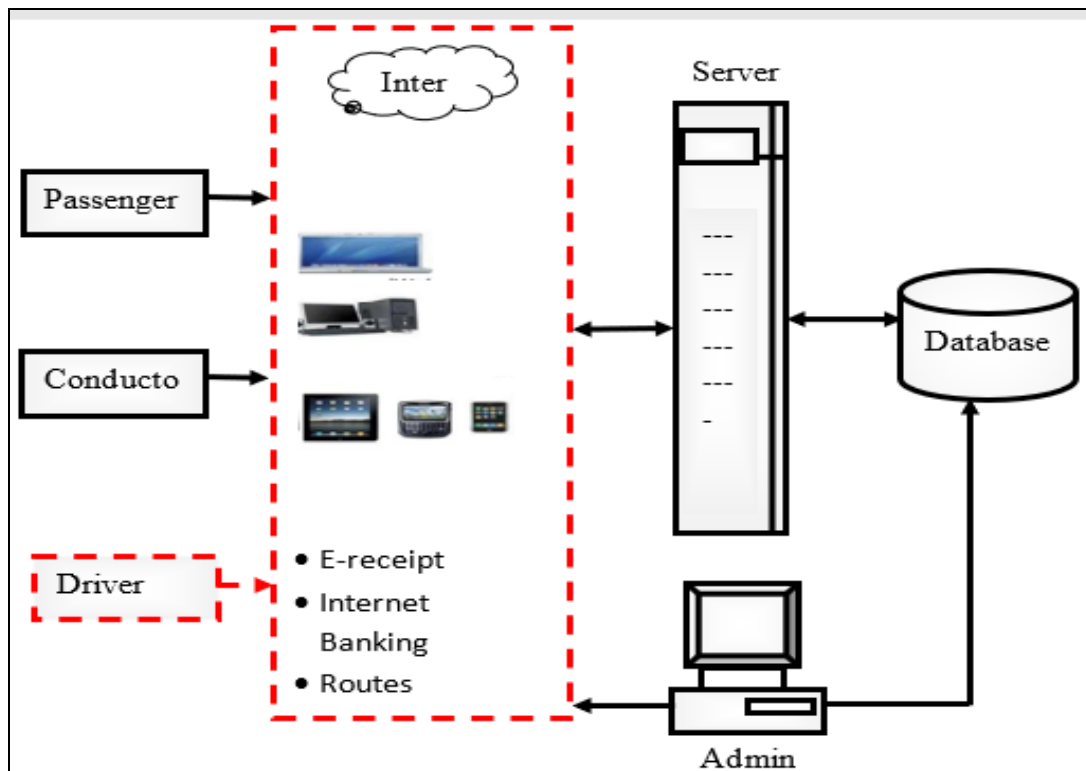 Inter
Server
Passenger
---
---
---
---
---
-
Database
Conducto
Driver
• E-receipt
• Internet
Banking
• Routes
Admin